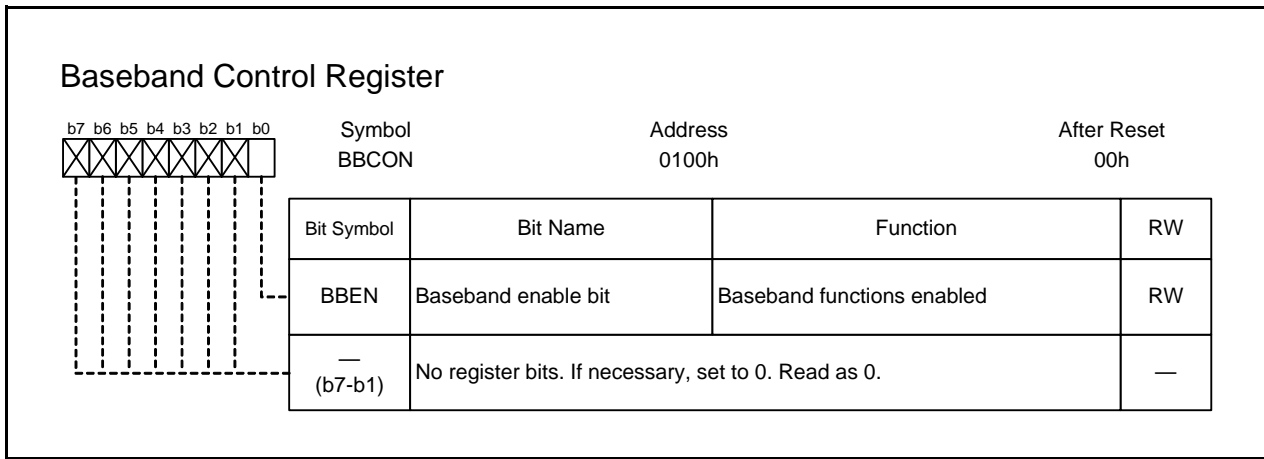 Baseband Control Register
b7 b6 b5 b4 b3 b2 b1 b0
Symbol Address After Reset
BBCON 0100h 00h
Bit Symbol Bit Name Function RW
BBEN Baseband enable bit Baseband functions enabled RW
—
(b7-b1) No register bits. If necessary, set to 0. Read as 0. —